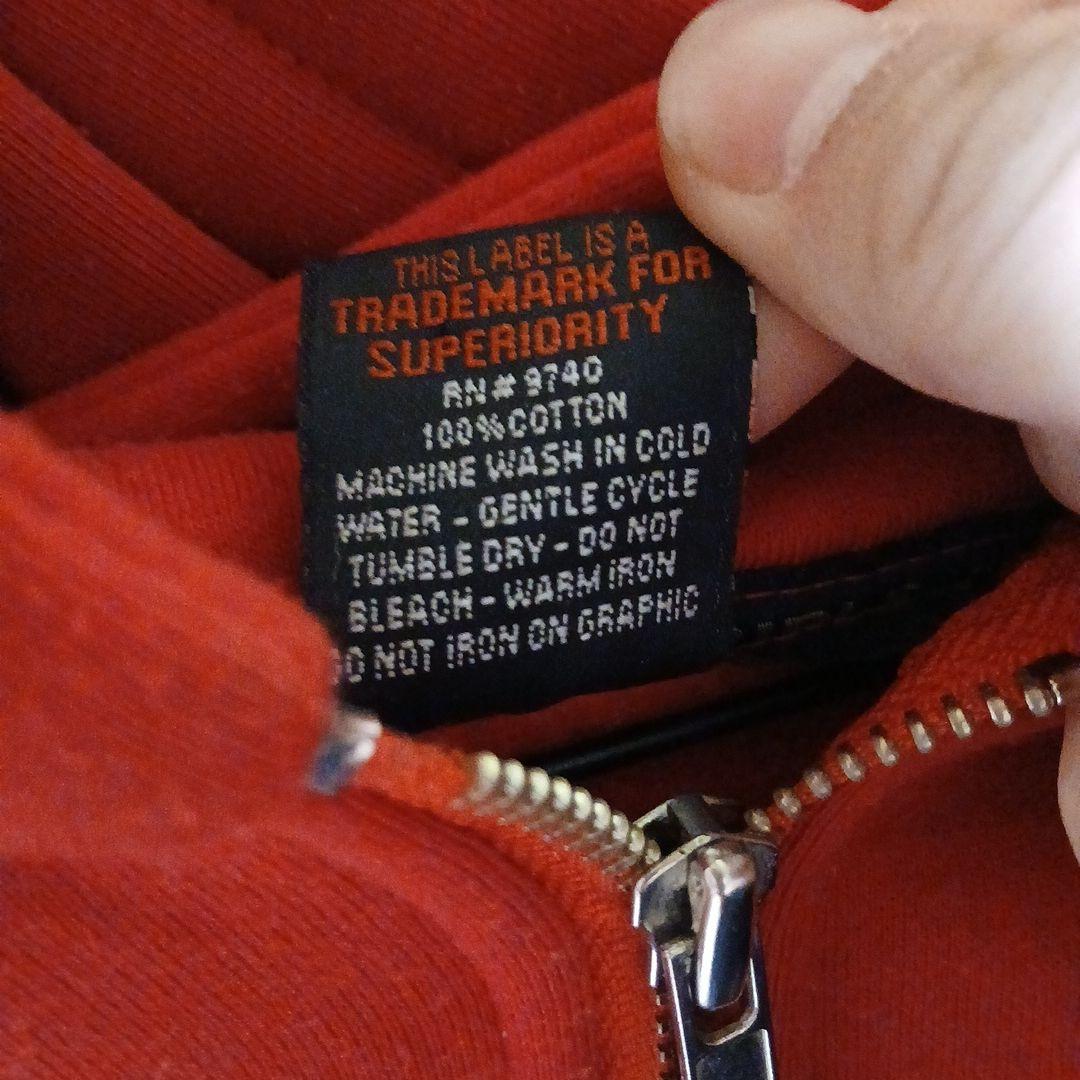 THIS LABEL IS A
TRADEMARK FOR
SUPERIORITY
RN # 9740
100% COTTON
MACHINE WASH IN COLD
WATER - GENTLE CYCLE
TUMBLE DRY - DO NOT
BLEACH - WARM IRON
DO NOT IRON ON GRAPHIC